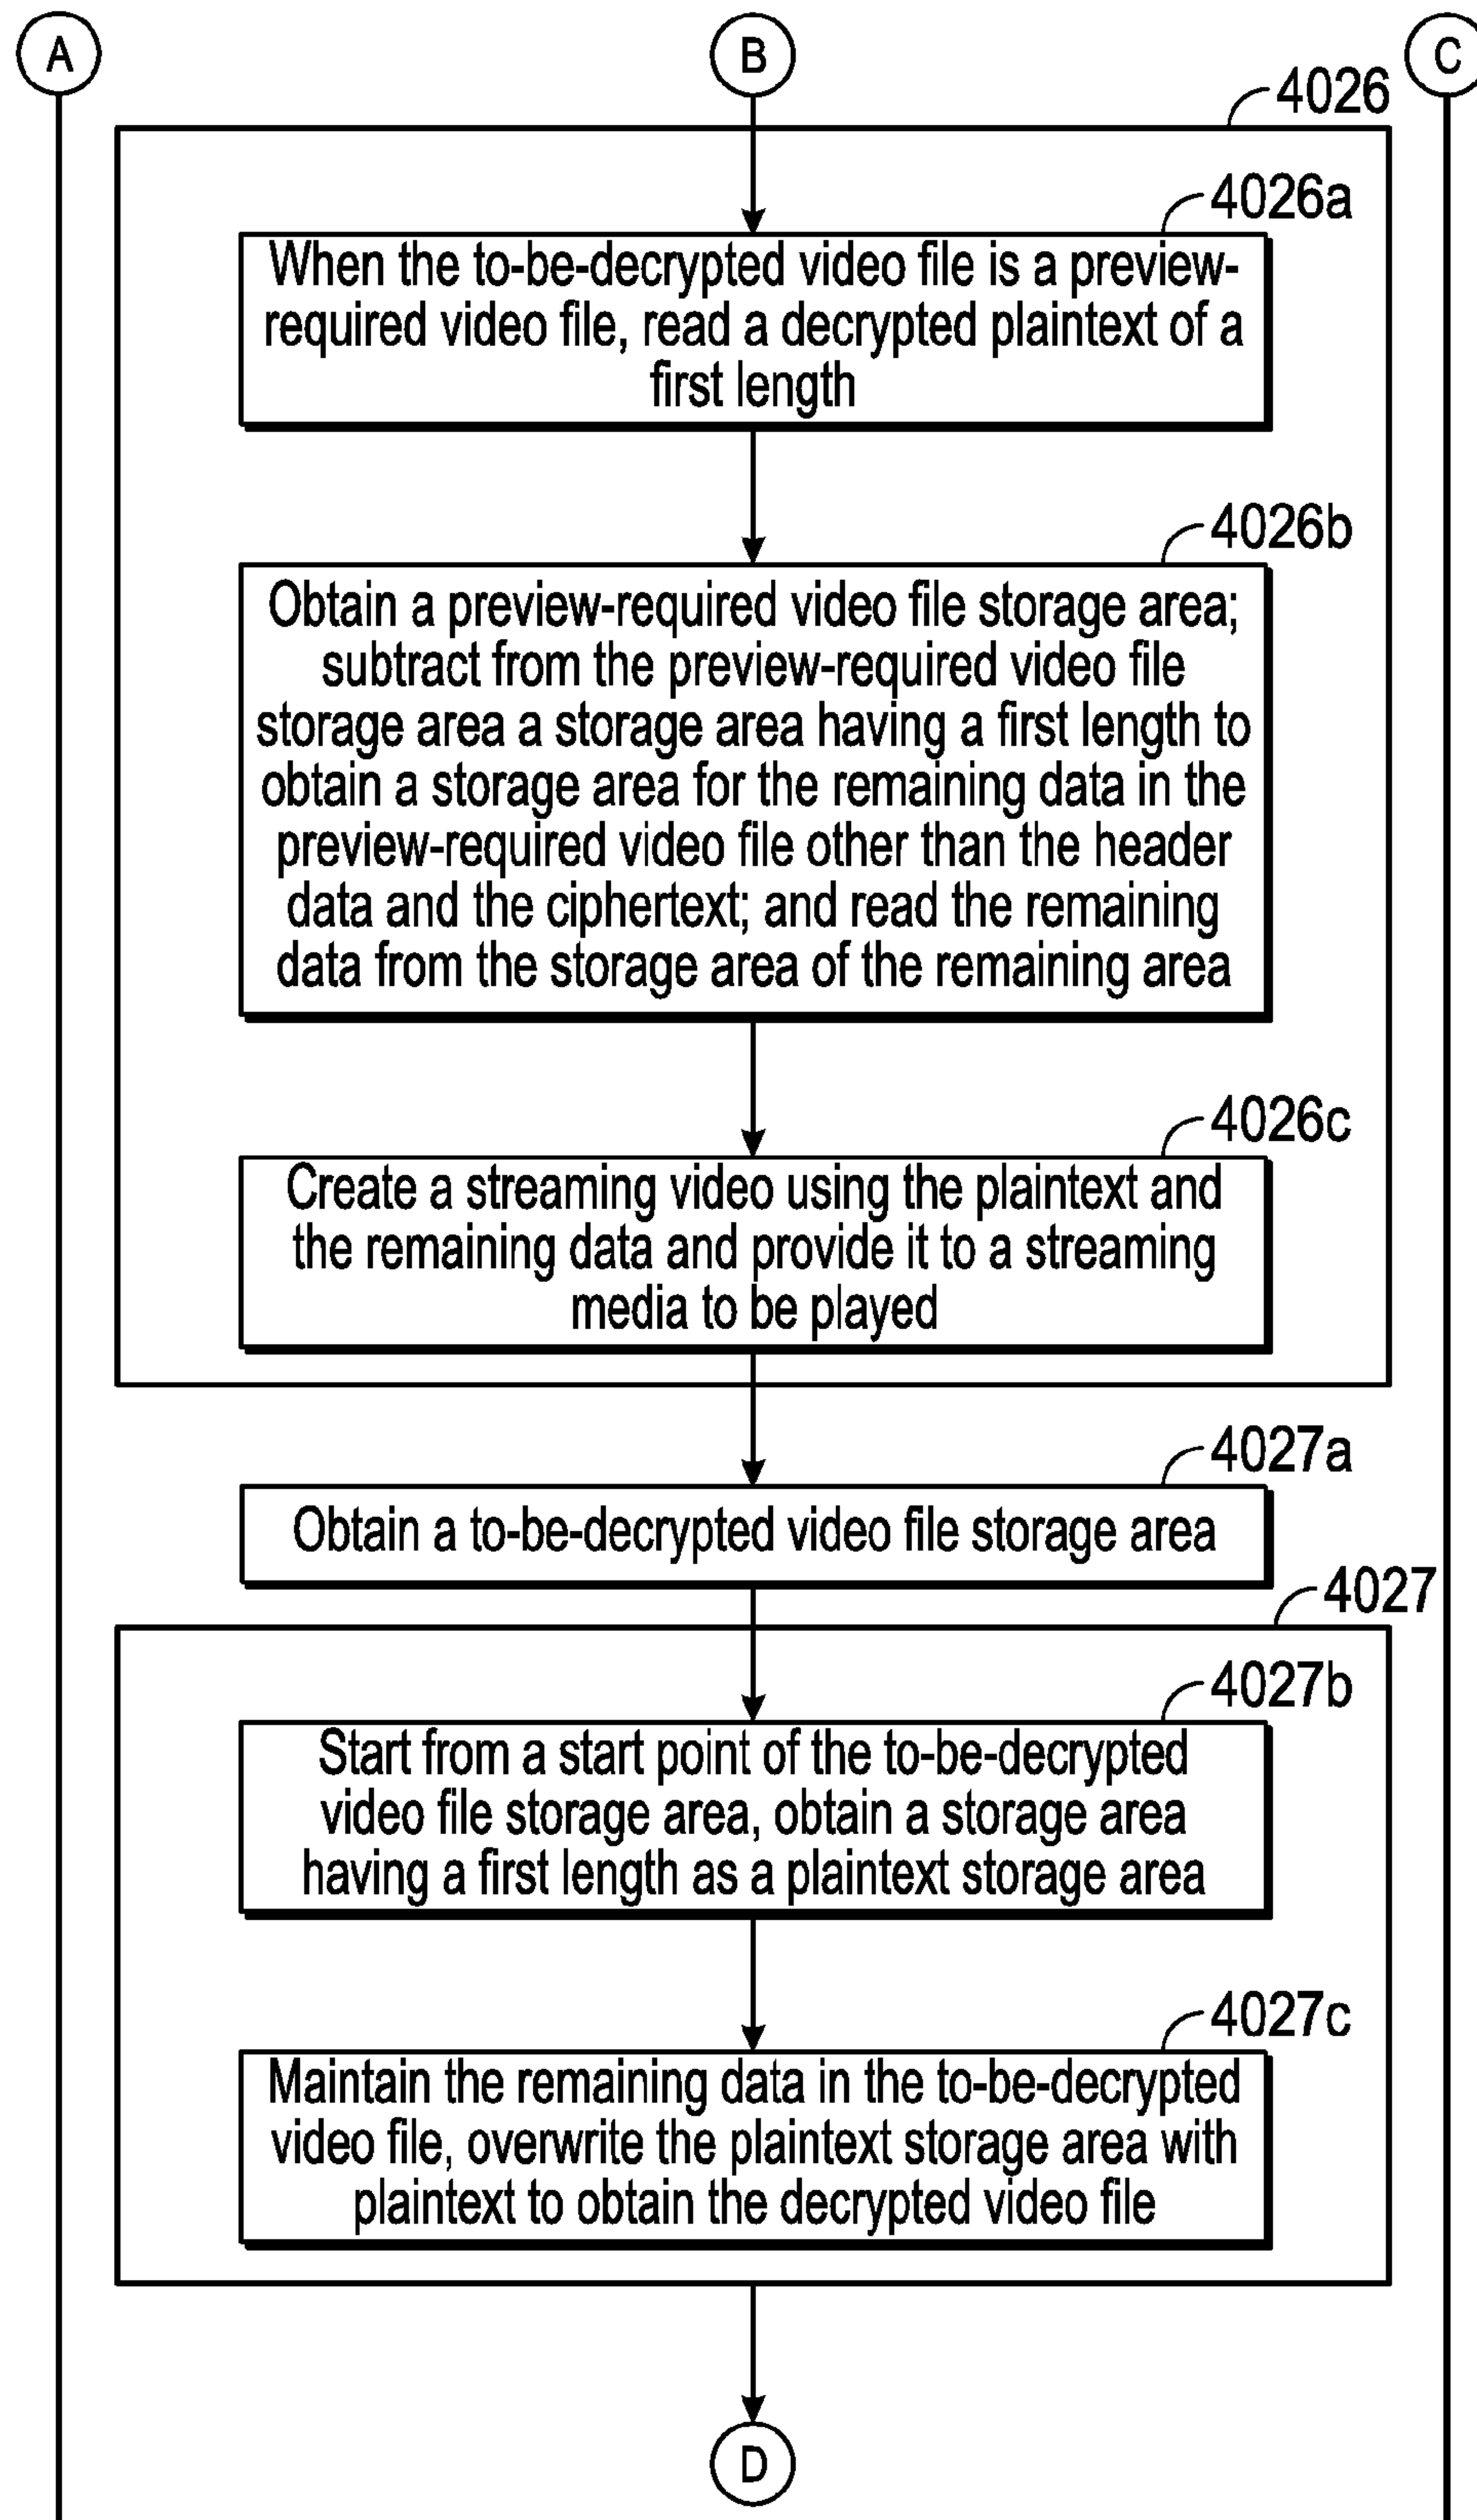 A
B
C
4026
4026a
When the to-be-decrypted video file is a preview-
required video file, read a decrypted plaintext of a
first length
4026b
Obtain a preview-required video file storage area;
subtract from the preview-required video file
storage area a storage area having a first length to
obtain a storage area for the remaining data in the
preview-required video file other than the header
data and the ciphertext; and read the remaining
data from the storage area of the remaining area
4026c
Create a streaming video using the plaintext and
the remaining data and provide it to a streaming
media to be played
4027a
Obtain a to-be-decrypted video file storage area
4027
4027b
Start from a start point of the to-be-decrypted
video file storage area, obtain a storage area
having a first length as a plaintext storage area
4027c
Maintain the remaining data in the to-be-decrypted
video file, overwrite the plaintext storage area with
plaintext to obtain the decrypted video file
D